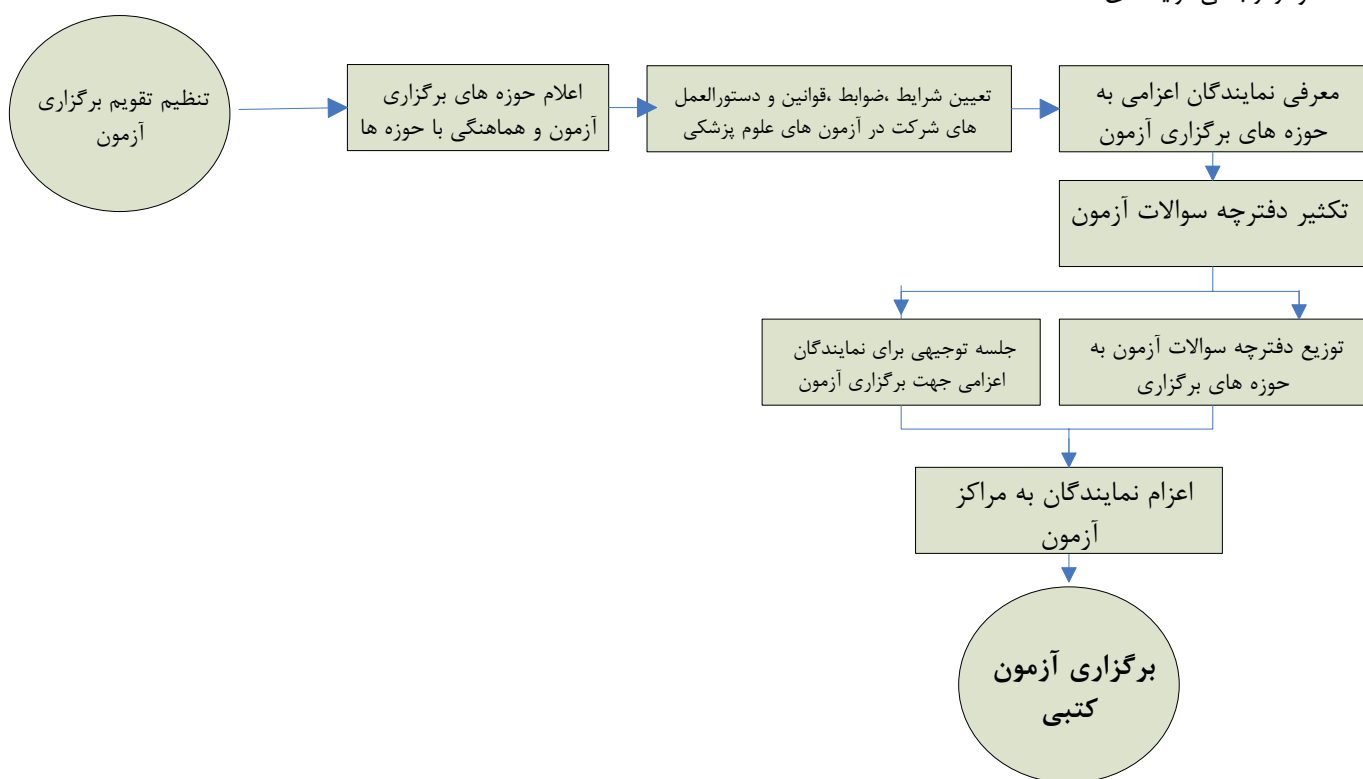 تنظیم تقویم برگزاری
آزمون
اعلام حوزه های برگزاری
آزمون و هماهنگی با حوزه ها
تعیین شرایط ،ضوابط ،قوانین و دستورالعمل
های شرکت در آزمون های علوم پزشکی
معرفی نمایندگان اعزامی به
حوزه های برگزاری آزمون
تکثیر دفترچه سوالات آزمون
جلسه توجیهی برای نمایندگان
اعزامی جهت برگزاری آزمون
توزیع دفترچه سوالات آزمون به
حوزه های برگزاری
اعزام نمایندگان به مراکز
آزمون
برگزاری آزمون
کتبی